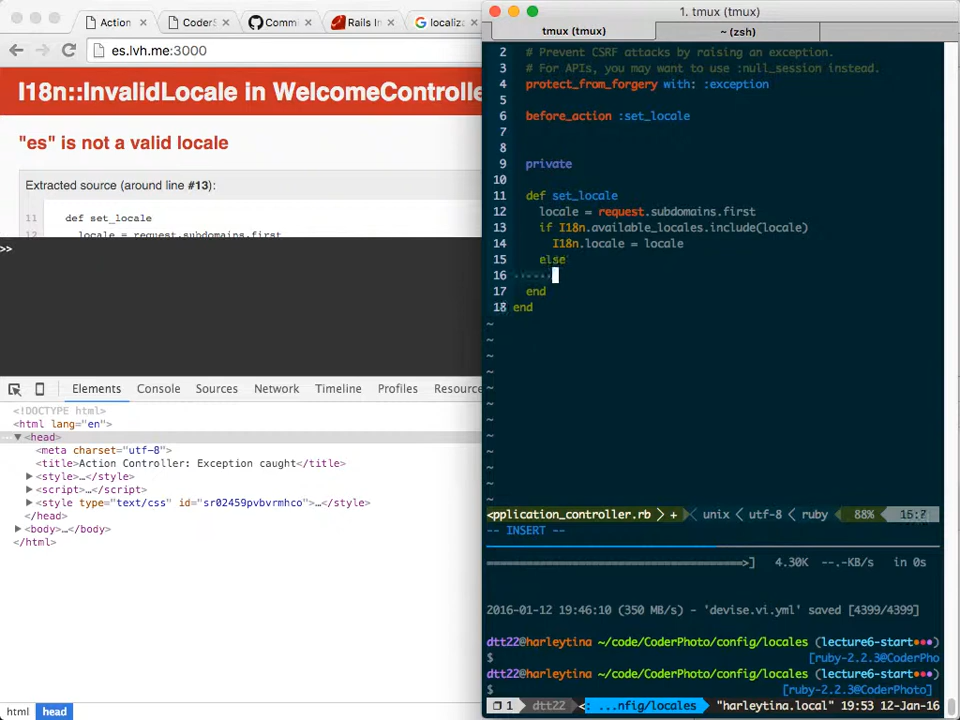 Action
CoderS
Comm
Rails I
localiz
es.lvh.me:3000
I18n::InvalidLocale in WelcomeControlle
"es" is not a valid locale
Extracted source (around line #13):
11 def set_locale
12 locale = request.subdomains.first
>>
Elements Console Sources Network Timeline Profiles Resource
<!DOCTYPE html>
<html lang="en">
▼<head>
<meta charset="utf-8">
<title>Action Controller: Exception caught</title>
▶<style>…</style>
▶<script>…</script>
▶<style type="text/css" id="sr02459pvbvrmhco">…</style>
</head>
▶<body>…</body>
</html>
html head
1. tmux (tmux)
tmux (tmux) ~ (zsh)
2 # Prevent CSRF attacks by raising an exception.
3 # For APIs, you may want to use :null_session instead.
4 protect_from_forgery with: :exception
5
6 before_action :set_locale
7
8
9 private
10
11 def set_locale
12 locale = request.subdomains.first
13 if I18n.available_locales.include(locale)
14 I18n.locale = locale
15 else
16
17 end
18 end
~
~
~
~
~
~
~
~
~
~
~
~
<pplication_controller.rb > + < unix < utf-8 < ruby 88% 16:7
-- INSERT --
=======================================>] 4.30K --.-KB/s in 0s
2016-01-12 19:46:10 (350 MB/s) - 'devise.vi.yml' saved [4399/4399]
dtt22@harleytina ~/code/CoderPhoto/config/locales (lecture6-start●●●)
$ [ruby-2.2.3@CoderPho
dtt22@harleytina ~/code/CoderPhoto/config/locales (lecture6-start●●●)
$ [ruby-2.2.3@CoderPhoto]
1 dtt22 <: ...nfig/locales "harleytina.local" 19:53 12-Jan-16